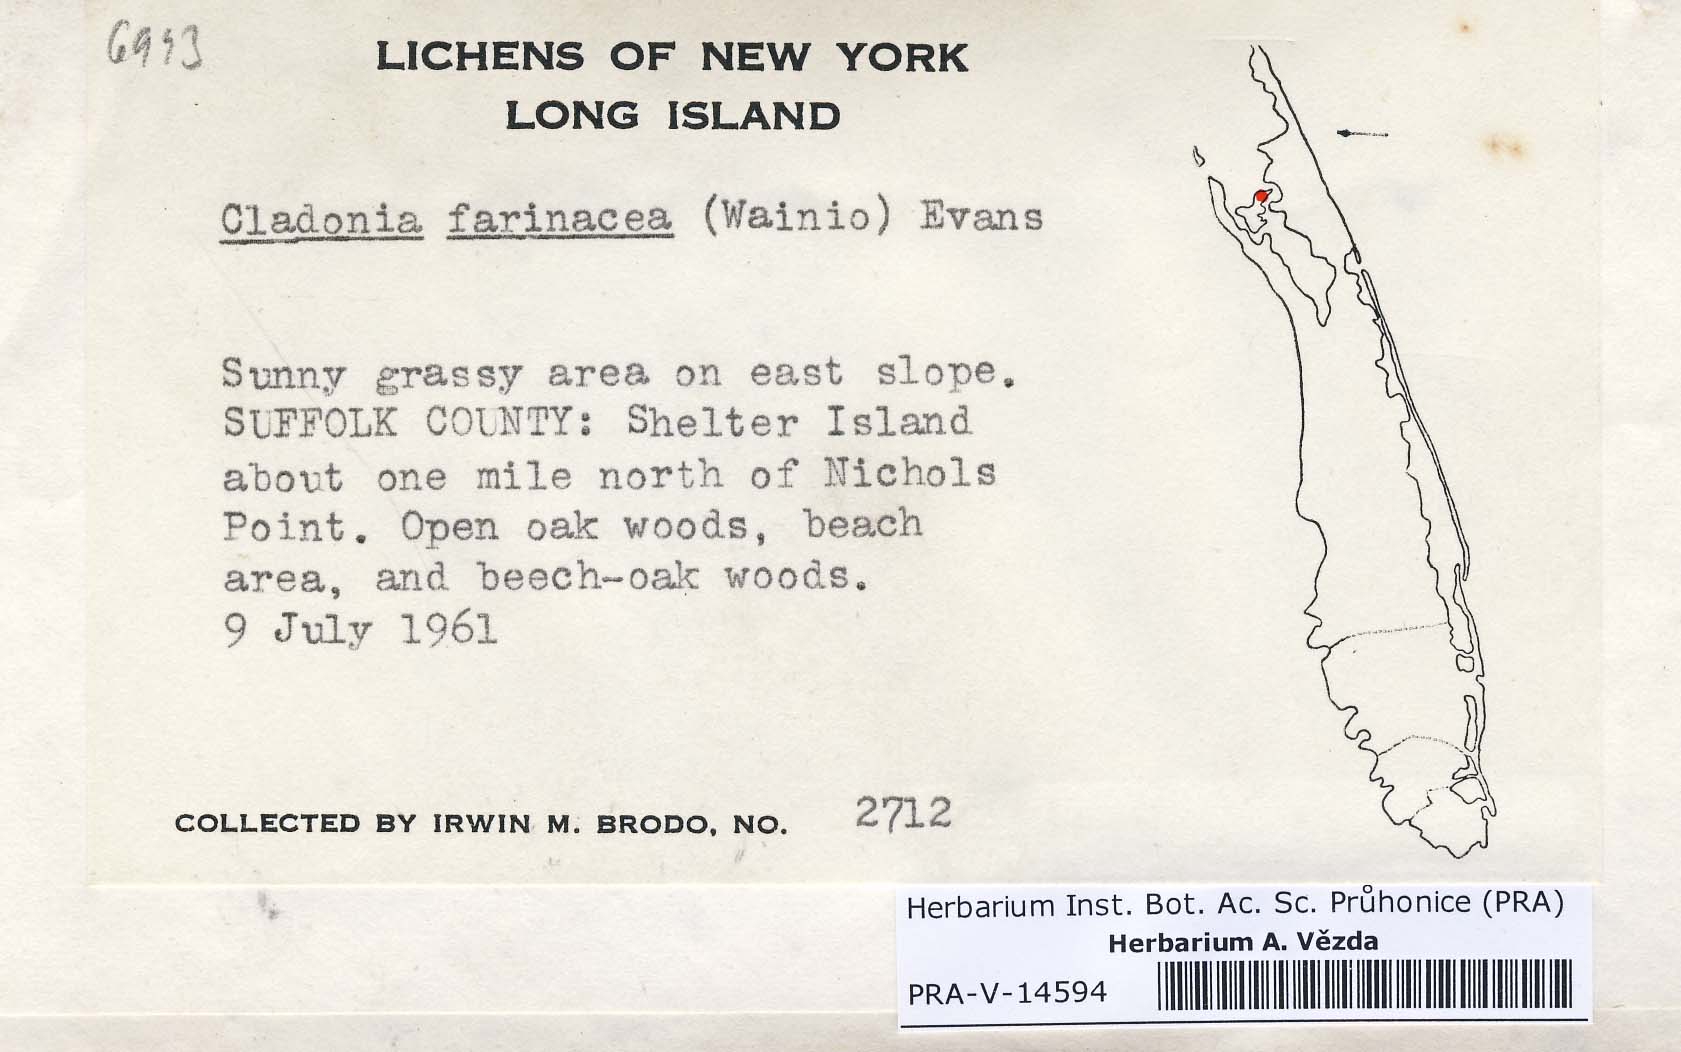 6993
LICHENS OF NEW YORK
LONG ISLAND
Cladonia farinacea (Wainio) Evans
Sunny grassy area on east slope.
SUFFOLK COUNTY: Shelter Island
about one mile north of Nichols
Point. Open oak woods, beach
area, and beech-oak woods.
9 July 1961
COLLECTED BY IRWIN M. BRODO, NO. 2712
Herbarium Inst. Bot. Ac. Sc. Průhonice (PRA)
Herbarium A. Vězda
PRA-V-14594